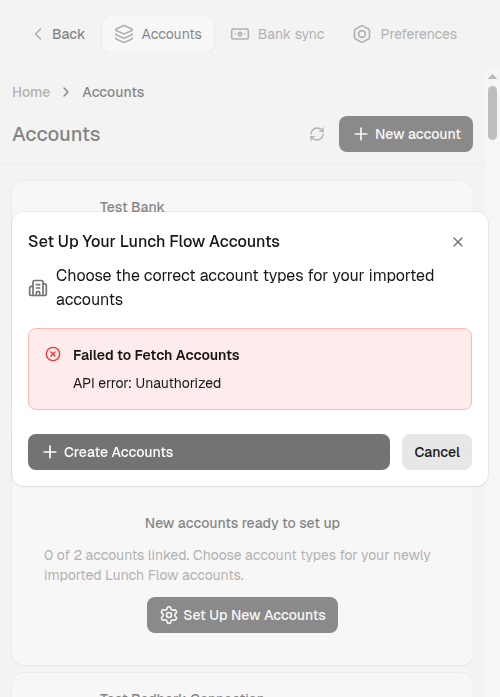 Back
Accounts
Bank sync
Preferences
Home
Accounts
Accounts
New account
Test Bank
Set Up Your Lunch Flow Accounts
Choose the correct account types for your imported
accounts
Failed to Fetch Accounts
API error: Unauthorized
Create Accounts
Cancel
New accounts ready to set up
0 of 2 accounts linked. Choose account types for your newly
imported Lunch Flow accounts.
Set Up New Accounts
Test Redbark Connection